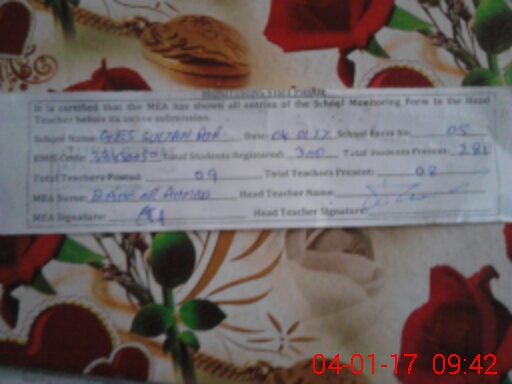 It is certified that the MEA has shown all entries of the School Monitoring Form to the Head
Teacher before its online submission.
School Name: GES SULTAN POR Date: 04 01 17 School Form No. 05
EMIS Code: Total Students Registered: 300 Total Students Present: 281
Total Teachers Posted: 09 Total Teachers Present: 08
MEA Name: Head Teacher Name:
MEA Signature: Head Teacher Signature:
04-01-17 09:42